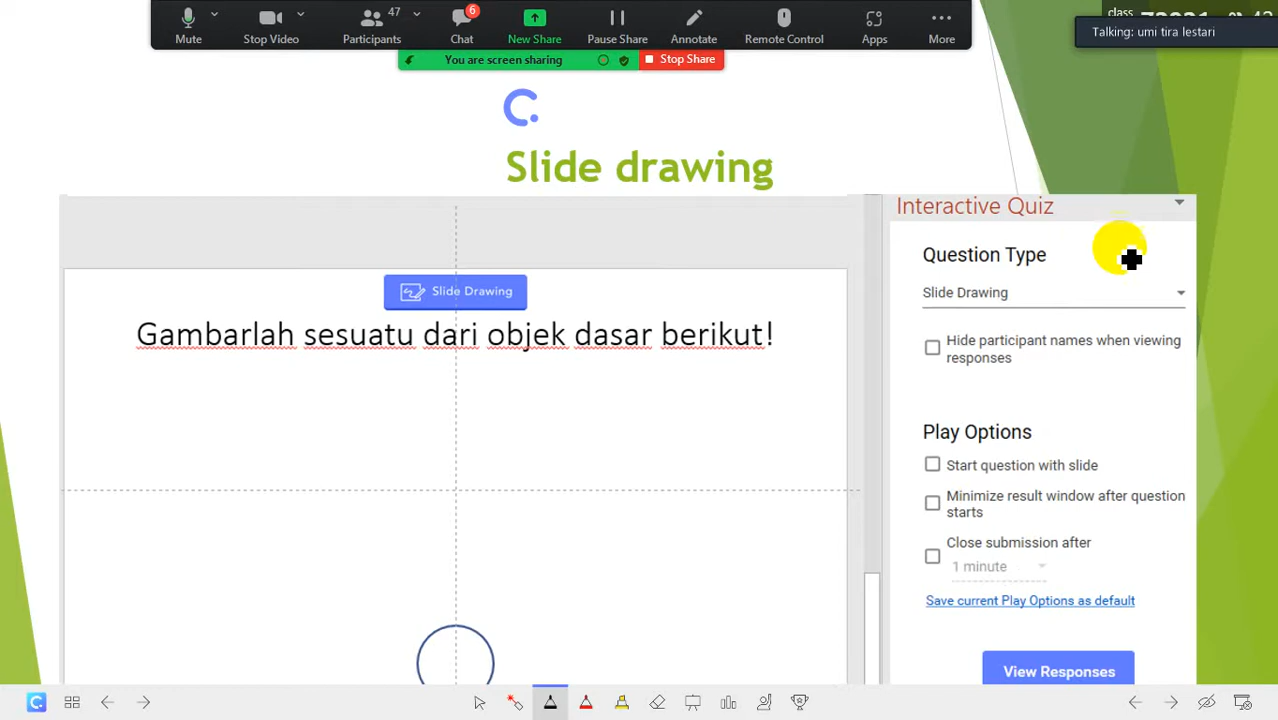 47
6
Mute
Stop Video
Participants
Chat
New Share
Pause Share
Annotate
Remote Control
Apps
More
class
Talking: umi tira lestari
You are screen sharing
Stop Share
Slide drawing
Interactive Quiz
Question Type
Slide Drawing
Slide Drawing
Gambarlah sesuatu dari objek dasar berikut!
Hide participant names when viewing
responses
Play Options
Start question with slide
Minimize result window after question
starts
Close submission after
1 minute
Save current Play Options as default
View Responses